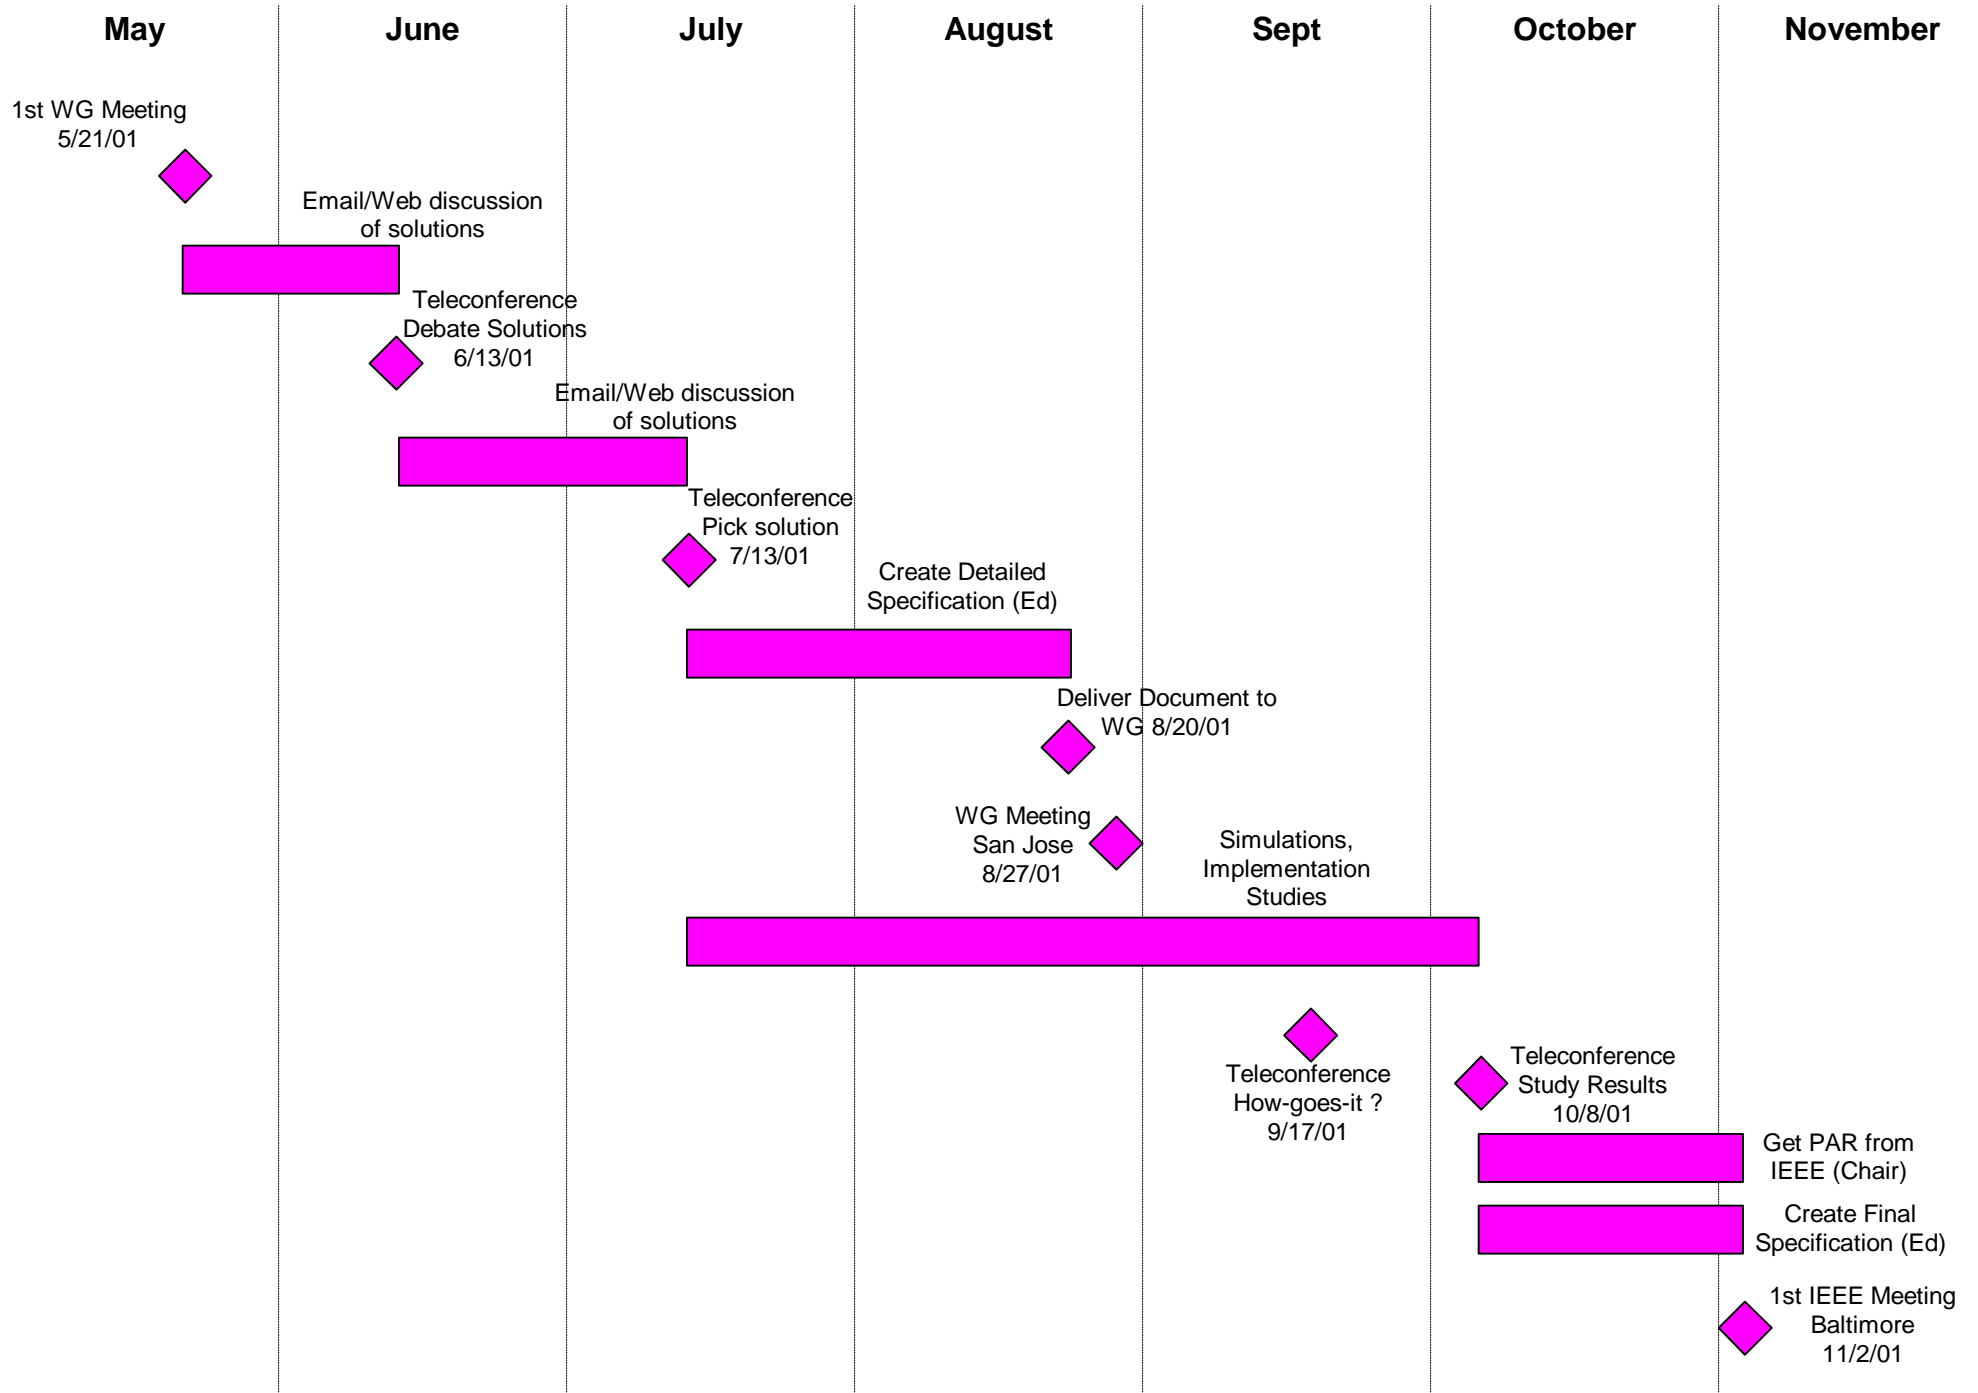 May
June
July
August
Sept
October
November
1st WG Meeting
5/21/01
Email/Web discussion
of solutions
Teleconference
Debate Solutions
6/13/01
Email/Web discussion
of solutions
Teleconference
Pick solution
7/13/01
Create Detailed
Specification (Ed)
Deliver Document to
WG 8/20/01
WG Meeting
San Jose
8/27/01
Simulations,
Implementation
Studies
Teleconference
How-goes-it ?
9/17/01
Teleconference
Study Results
10/8/01
Get PAR from
IEEE (Chair)
Create Final
Specification (Ed)
1st IEEE Meeting
Baltimore
11/2/01